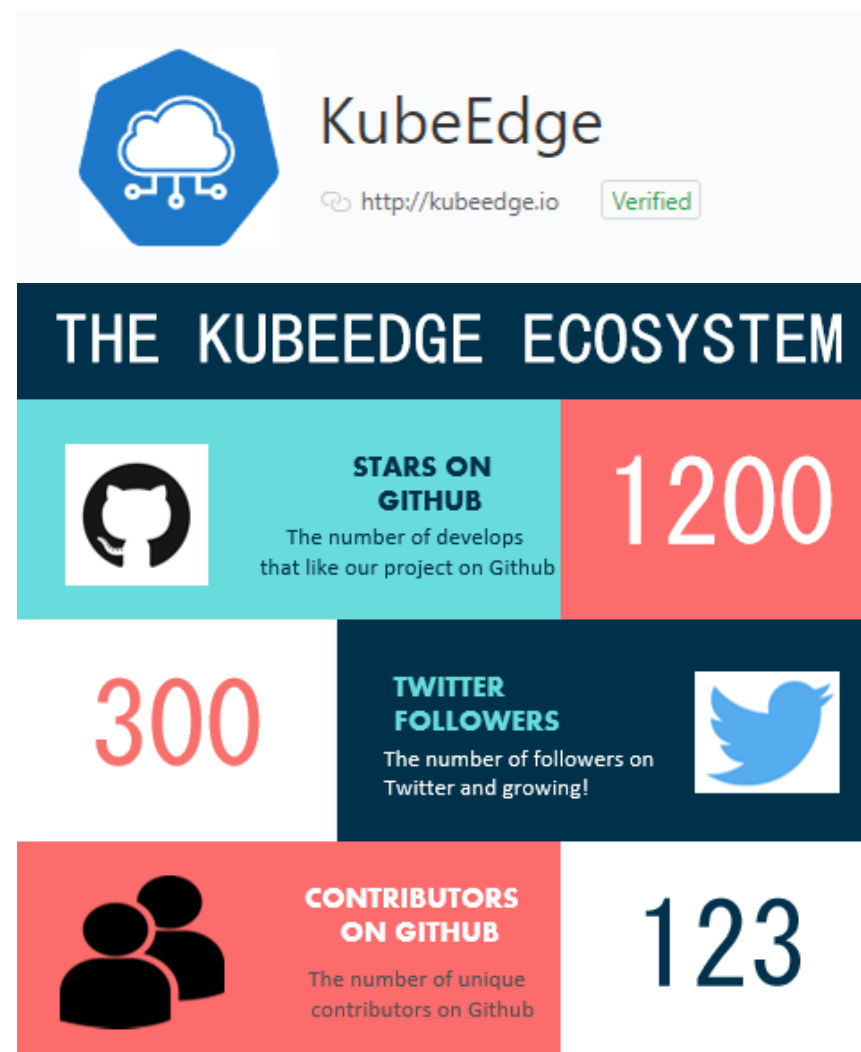 KubeEdge
http://kubeedge.io Verified
THE KUBEEDGE ECOSYSTEM
STARS ON
GITHUB
The number of develops
that like our project on Github
1200
300
TWITTER
FOLLOWERS
The number of followers on
Twitter and growing!
CONTRIBUTORS
ON GITHUB
The number of unique
contributors on Github
123